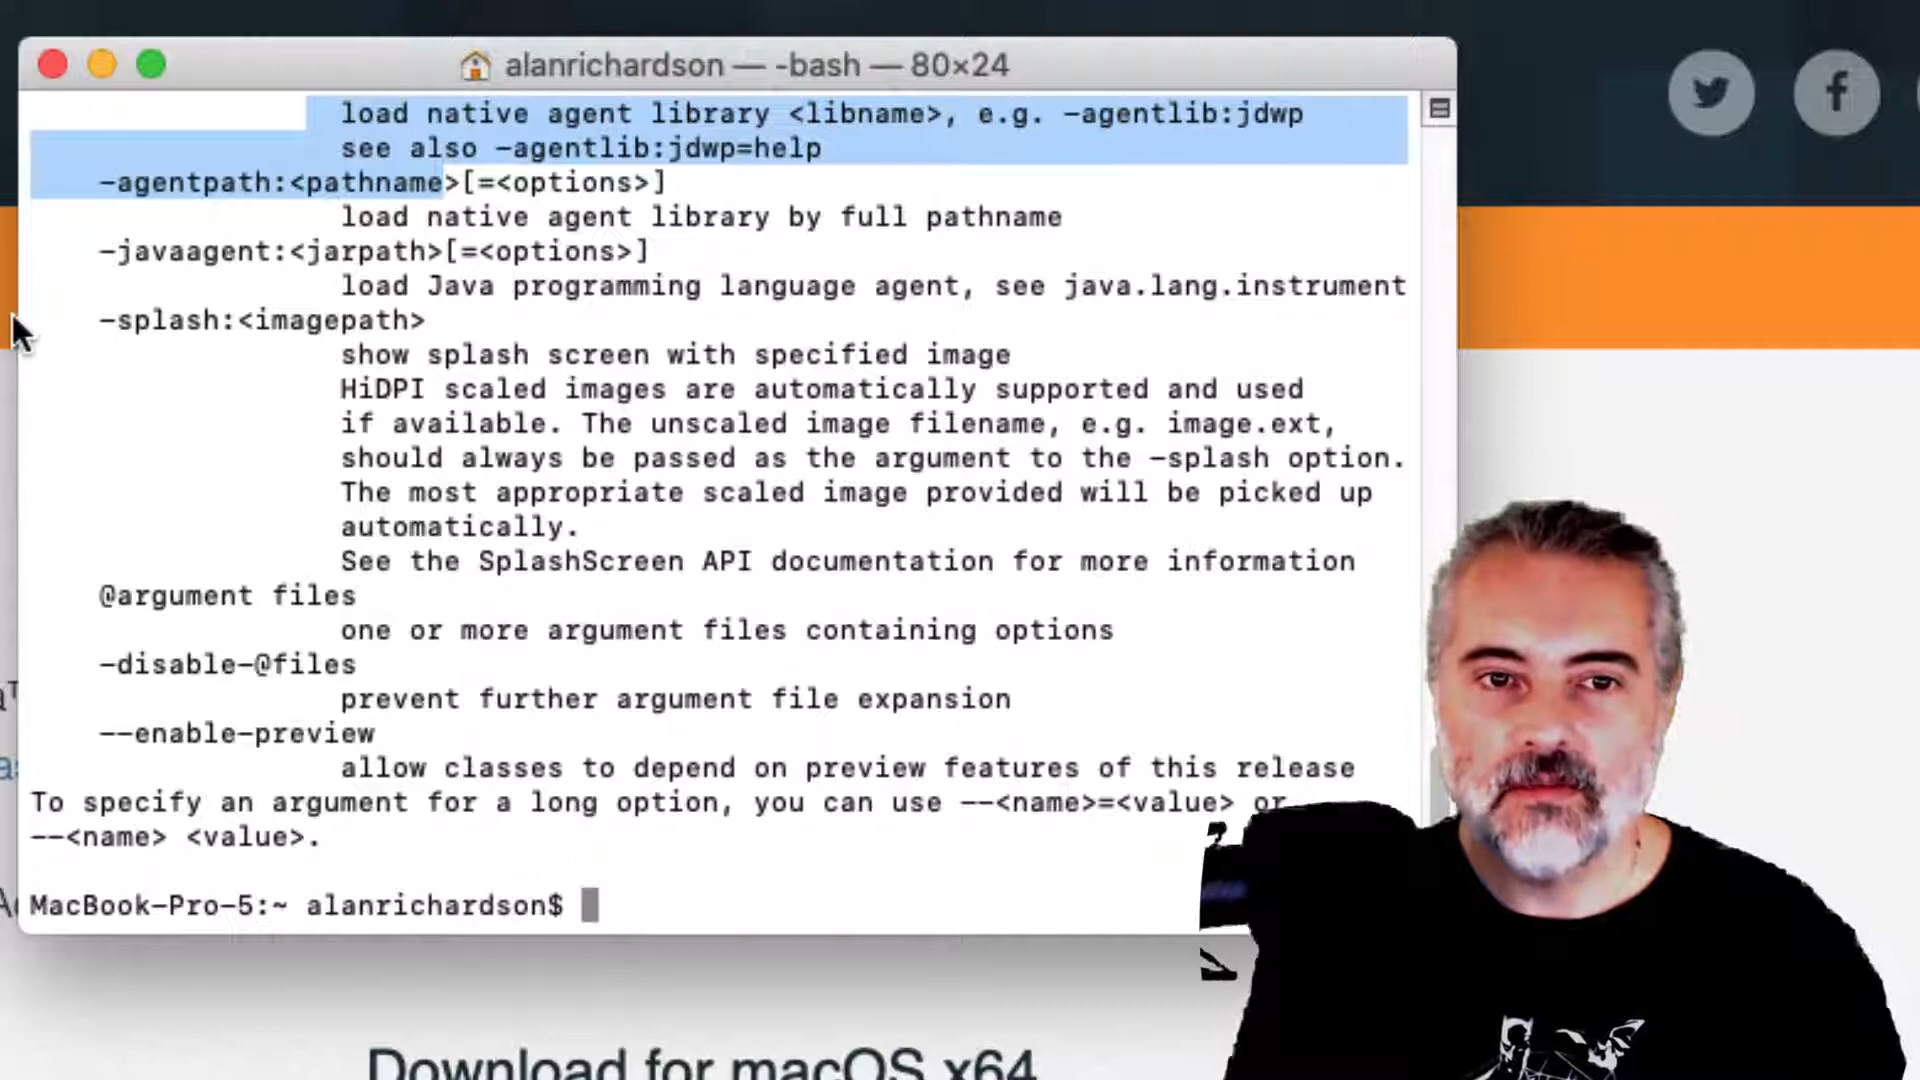 alanrichardson — -bash — 80×24
load native agent library <libname>, e.g. -agentlib:jdwp
see also -agentlib:jdwp=help
-agentpath:<pathname>[=<options>]
load native agent library by full pathname
-javaagent:<jarpath>[=<options>]
load Java programming language agent, see java.lang.instrument
-splash:<imagepath>
show splash screen with specified image
HiDPI scaled images are automatically supported and used
if available. The unscaled image filename, e.g. image.ext,
should always be passed as the argument to the -splash option.
The most appropriate scaled image provided will be picked up
automatically.
See the SplashScreen API documentation for more information
@argument files
one or more argument files containing options
-disable-@files
prevent further argument file expansion
--enable-preview
allow classes to depend on preview features of this release
To specify an argument for a long option, you can use --<name>=<value> or
--<name> <value>.
MacBook-Pro-5:~ alanrichardson$
Download for macOS x64